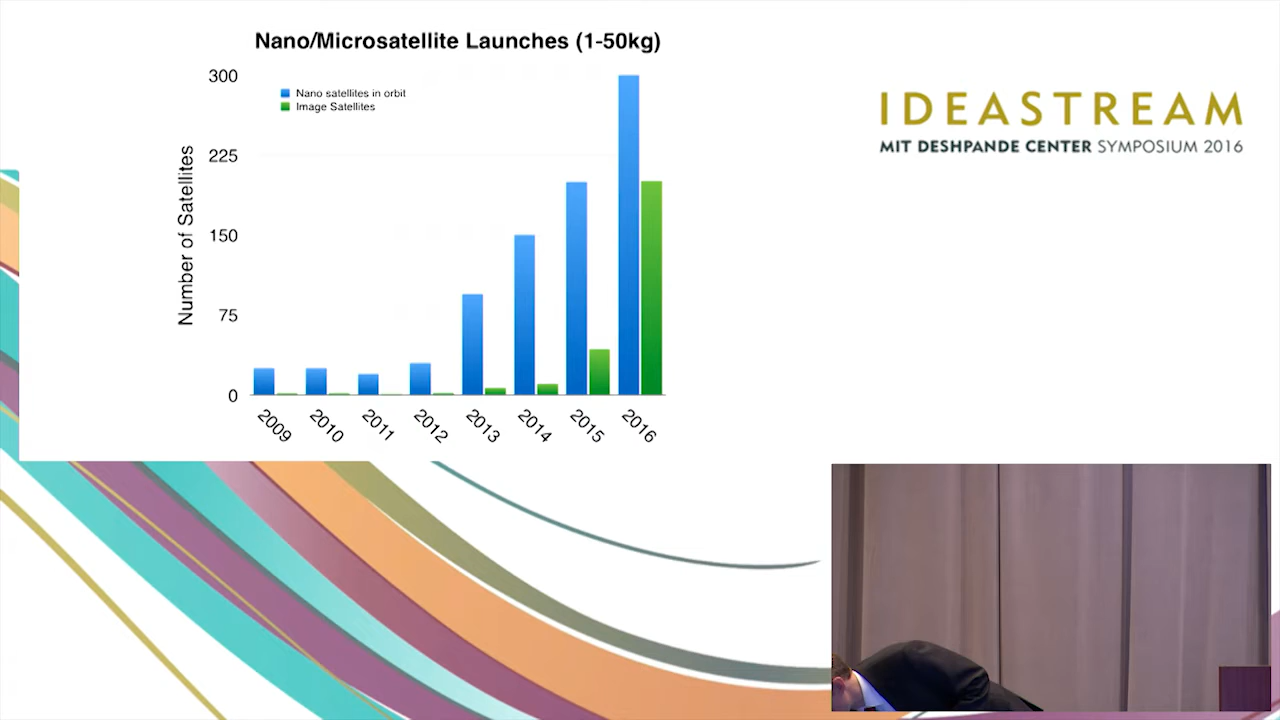 Nano/Microsatellite Launches (1-50kg)
Nano satellites in orbit
Image Satellites
Number of Satellites
300
225
150
75
0
2009
2010
2011
2012
2013
2014
2015
2016
IDEASTREAM
MIT DESHPANDE CENTER SYMPOSIUM 2016